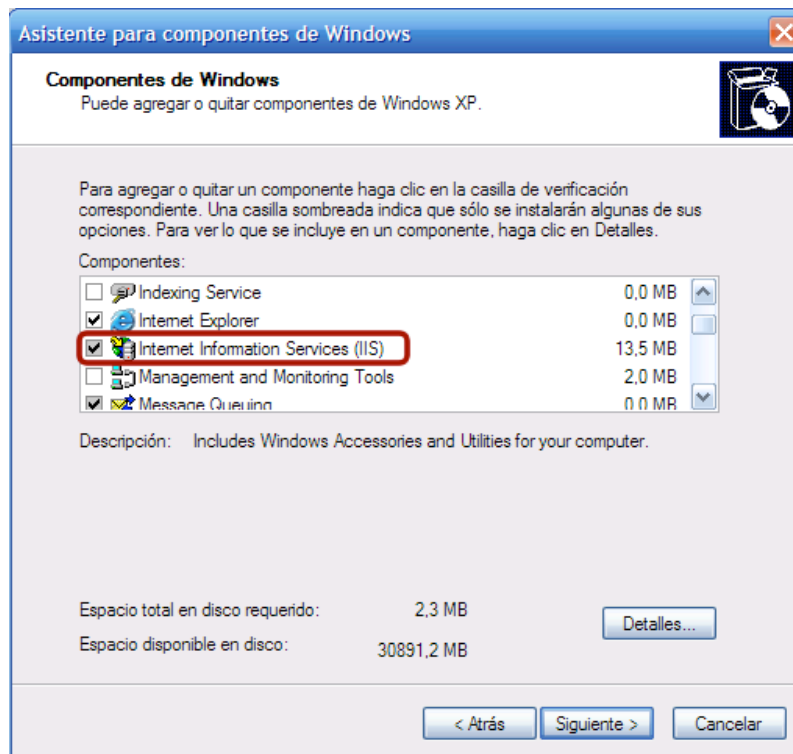 Asistente para componentes de Windows
Componentes de Windows
Puede agregar o quitar componentes de Windows XP.
Para agregar o quitar un componente haga clic en la casilla de verificación
correspondiente. Una casilla sombreada indica que sólo se instalarán algunas de sus
opciones. Para ver lo que se incluye en un componente, haga clic en Detalles.
Componentes:
Indexing Service 0,0 MB
Internet Explorer 0,0 MB
Internet Information Services (IIS) 13,5 MB
Management and Monitoring Tools 2,0 MB
Message Queuing 0,0 MB
Descripción: Includes Windows Accessories and Utilities for your computer.
Espacio total en disco requerido: 2,3 MB
Detalles...
Espacio disponible en disco: 30891,2 MB
< Atrás Siguiente > Cancelar